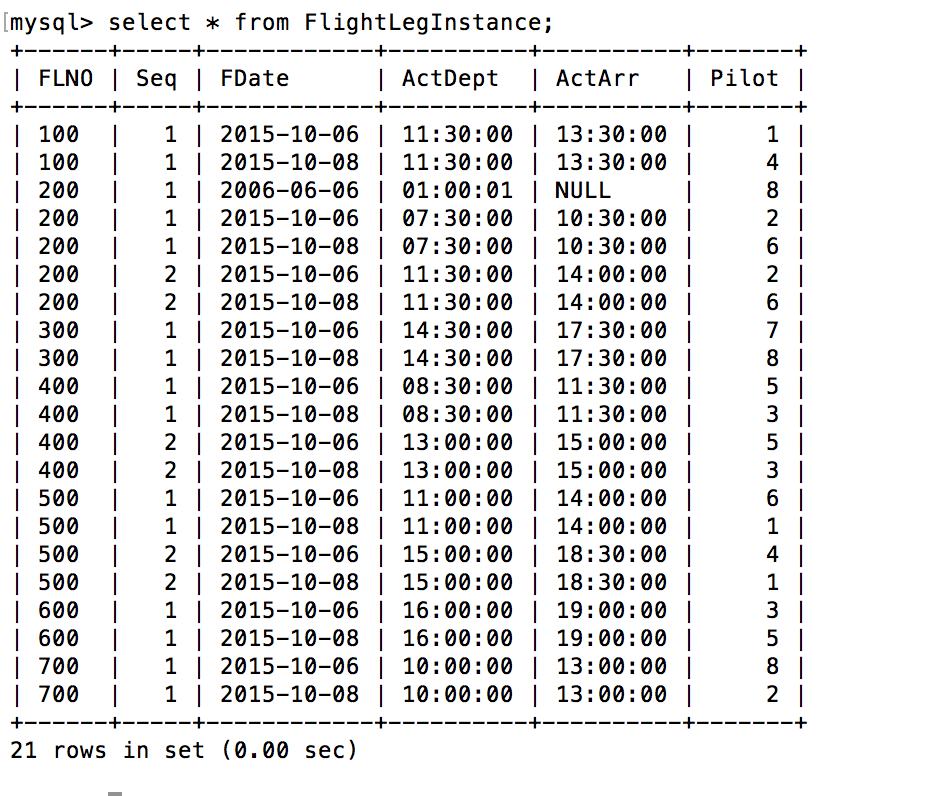 [mysql> select * from FlightLegInstance;
+------+-----+------------+----------+----------+-------+
| FLNO | Seq | FDate      | ActDept  | ActArr   | Pilot |
+------+-----+------------+----------+----------+-------+
| 100  |   1 | 2015-10-06 | 11:30:00 | 13:30:00 |     1 |
| 100  |   1 | 2015-10-08 | 11:30:00 | 13:30:00 |     4 |
| 200  |   1 | 2006-06-06 | 01:00:01 | NULL     |     8 |
| 200  |   1 | 2015-10-06 | 07:30:00 | 10:30:00 |     2 |
| 200  |   1 | 2015-10-08 | 07:30:00 | 10:30:00 |     6 |
| 200  |   2 | 2015-10-06 | 11:30:00 | 14:00:00 |     2 |
| 200  |   2 | 2015-10-08 | 11:30:00 | 14:00:00 |     6 |
| 300  |   1 | 2015-10-06 | 14:30:00 | 17:30:00 |     7 |
| 300  |   1 | 2015-10-08 | 14:30:00 | 17:30:00 |     8 |
| 400  |   1 | 2015-10-06 | 08:30:00 | 11:30:00 |     5 |
| 400  |   1 | 2015-10-08 | 08:30:00 | 11:30:00 |     3 |
| 400  |   2 | 2015-10-06 | 13:00:00 | 15:00:00 |     5 |
| 400  |   2 | 2015-10-08 | 13:00:00 | 15:00:00 |     3 |
| 500  |   1 | 2015-10-06 | 11:00:00 | 14:00:00 |     6 |
| 500  |   1 | 2015-10-08 | 11:00:00 | 14:00:00 |     1 |
| 500  |   2 | 2015-10-06 | 15:00:00 | 18:30:00 |     4 |
| 500  |   2 | 2015-10-08 | 15:00:00 | 18:30:00 |     1 |
| 600  |   1 | 2015-10-06 | 16:00:00 | 19:00:00 |     3 |
| 600  |   1 | 2015-10-08 | 16:00:00 | 19:00:00 |     5 |
| 700  |   1 | 2015-10-06 | 10:00:00 | 13:00:00 |     8 |
| 700  |   1 | 2015-10-08 | 10:00:00 | 13:00:00 |     2 |
+------+-----+------------+----------+----------+-------+
21 rows in set (0.00 sec)